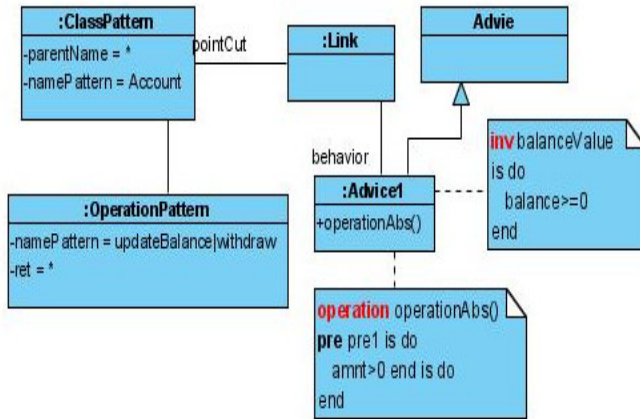 :ClassPattern
-parentName = *
-namePattern = Account
pointCut
:Link
Advie
behavior
:Advice1
+operationAbs()
inv balanceValue
is do
balance>=0
end
:OperationPattern
-namePattern = updateBalance|withdraw
-ret = *
operation operationAbs()
pre pre1 is do
amnt>0 end is do
end